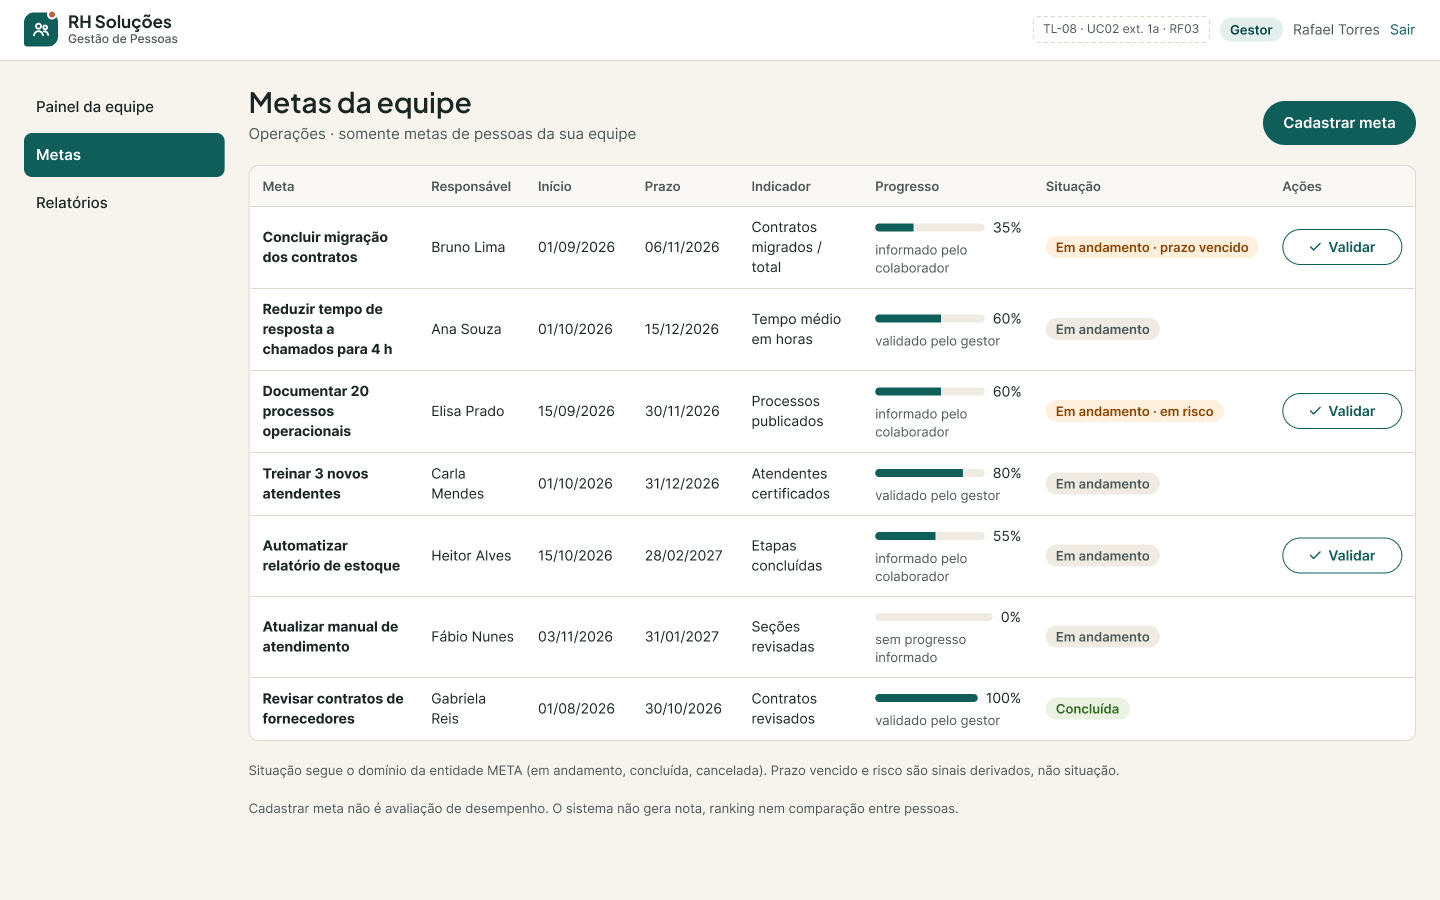 RH Soluções
Gestão de Pessoas
TL-08 · UC02 ext. 1a · RF03
Gestor
Rafael Torres
Sair
Painel da equipe
Metas
Relatórios
Metas da equipe
Operações · somente metas de pessoas da sua equipe
Cadastrar meta
Meta
Responsável
Início
Prazo
Indicador
Progresso
Situação
Ações
Concluir migração
dos contratos
Bruno Lima
01/09/2026
06/11/2026
Contratos
migrados /
total
35%
informado pelo
colaborador
Em andamento · prazo vencido
Validar
Reduzir tempo de
resposta a
chamados para 4 h
Ana Souza
01/10/2026
15/12/2026
Tempo médio
em horas
60%
validado pelo gestor
Em andamento
Documentar 20
processos
operacionais
Elisa Prado
15/09/2026
30/11/2026
Processos
publicados
60%
informado pelo
colaborador
Em andamento · em risco
Validar
Treinar 3 novos
atendentes
Carla
Mendes
01/10/2026
31/12/2026
Atendentes
certificados
80%
validado pelo gestor
Em andamento
Automatizar
relatório de estoque
Heitor Alves
15/10/2026
28/02/2027
Etapas
concluídas
55%
informado pelo
colaborador
Em andamento
Validar
Atualizar manual de
atendimento
Fábio Nunes
03/11/2026
31/01/2027
Seções
revisadas
0%
sem progresso
informado
Em andamento
Revisar contratos de
fornecedores
Gabriela
Reis
01/08/2026
30/10/2026
Contratos
revisados
100%
validado pelo gestor
Concluída
Situação segue o domínio da entidade META (em andamento, concluída, cancelada). Prazo vencido e risco são sinais derivados, não situação.
Cadastrar meta não é avaliação de desempenho. O sistema não gera nota, ranking nem comparação entre pessoas.